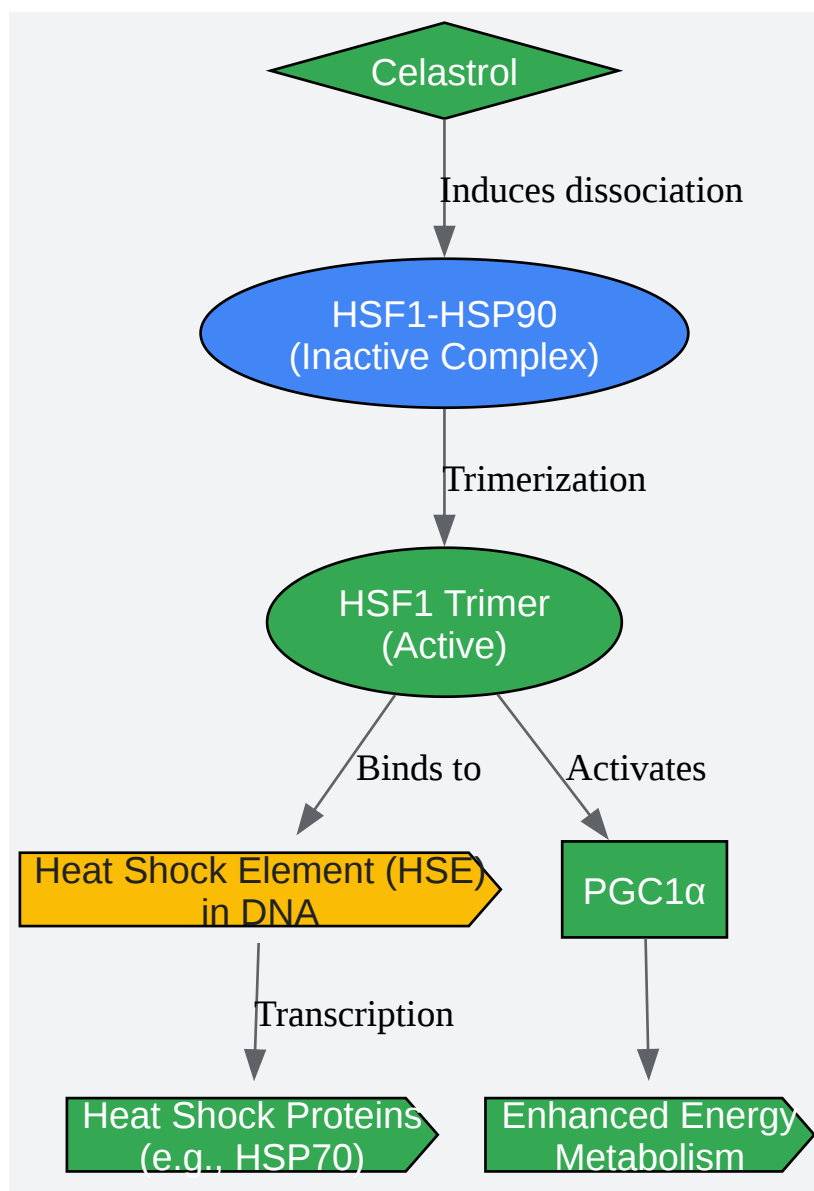 Celastrol
Induces dissociation
HSF1-HSP90
(Inactive Complex)
Trimerization
HSF1 Trimer
(Active)
Binds to
Activates
Heat Shock Element (HSE)
in DNA
PGC1α
Transcription
Heat Shock Proteins
(e.g., HSP70)
Enhanced Energy
Metabolism